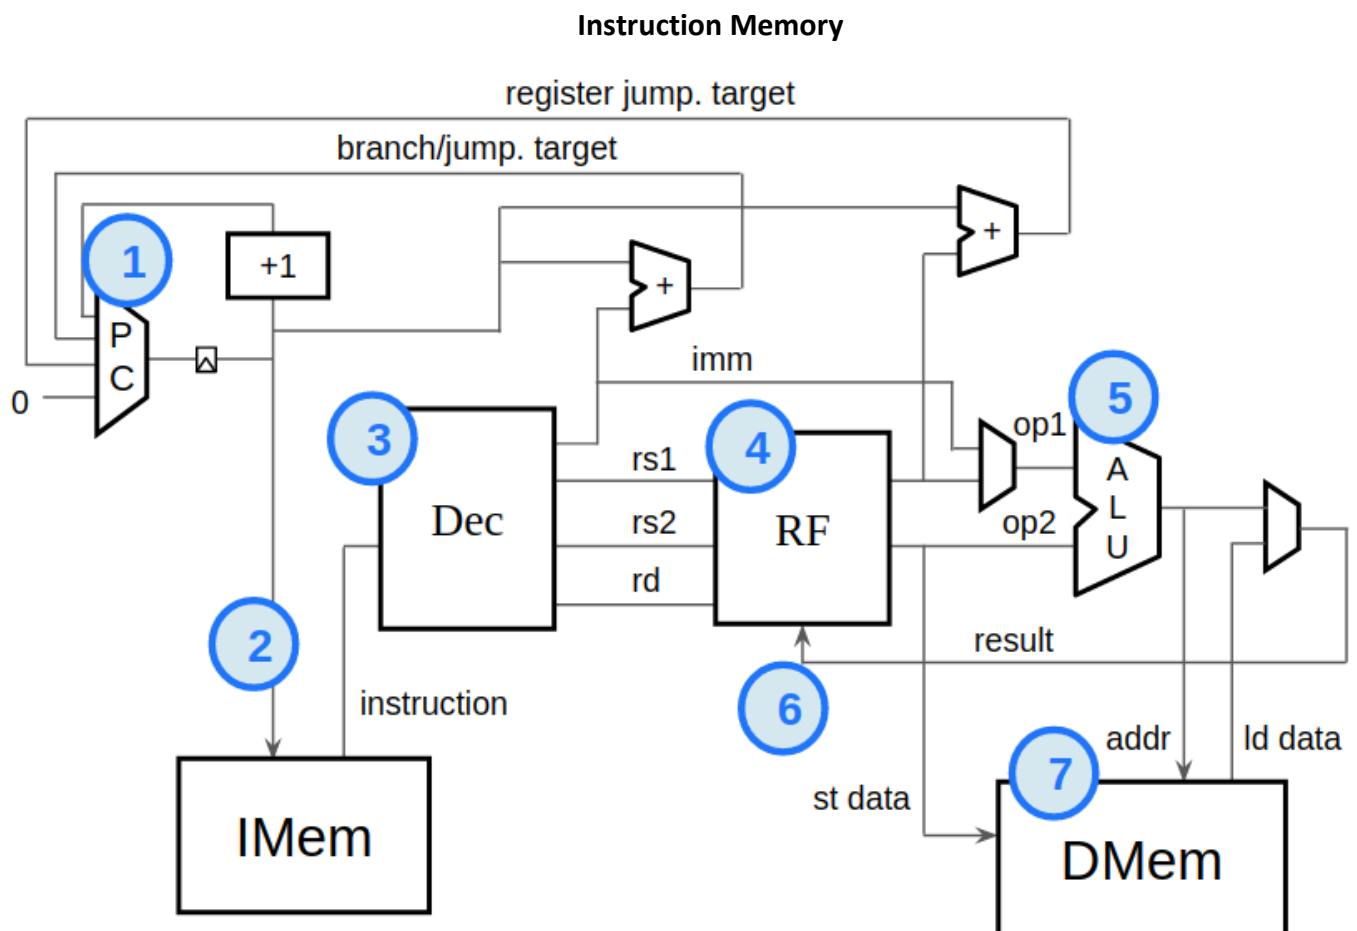 Instruction Memory
register jump. target
branch/jump. target
1
+1
+
+
P
C
0
imm
3
Dec
rs1
rs2
rd
4
RF
op1
op2
5
A
L
U
2
instruction
6
result
IMem
st data
7
addr
ld data
DMem